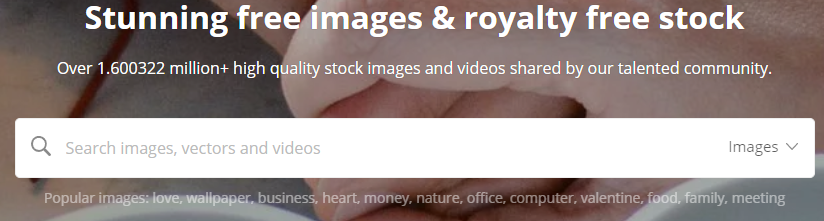 Stunning free images & royalty free stock
Over 1.600322 million+ high quality stock images and videos shared by our talented community.
Search images, vectors and videos Images
Popular images: love, wallpaper, business, heart, money, nature, office, computer, valentine, food, family, meeting